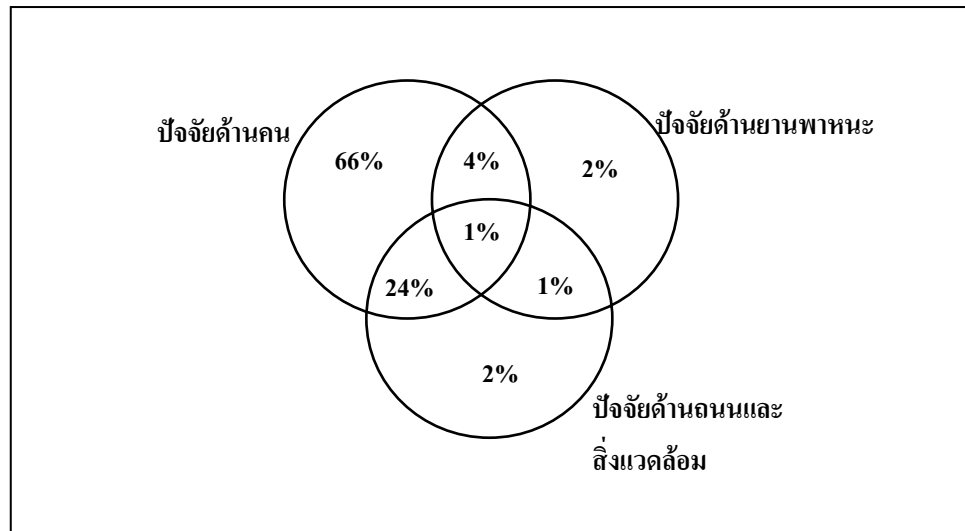 ปัจจัยด้านคน
ปัจจัยด้านยานพาหนะ
66%
4%
2%
1%
24%
1%
2%
ปัจจัยด้านถนนและ
สิ่งแวดล้อม